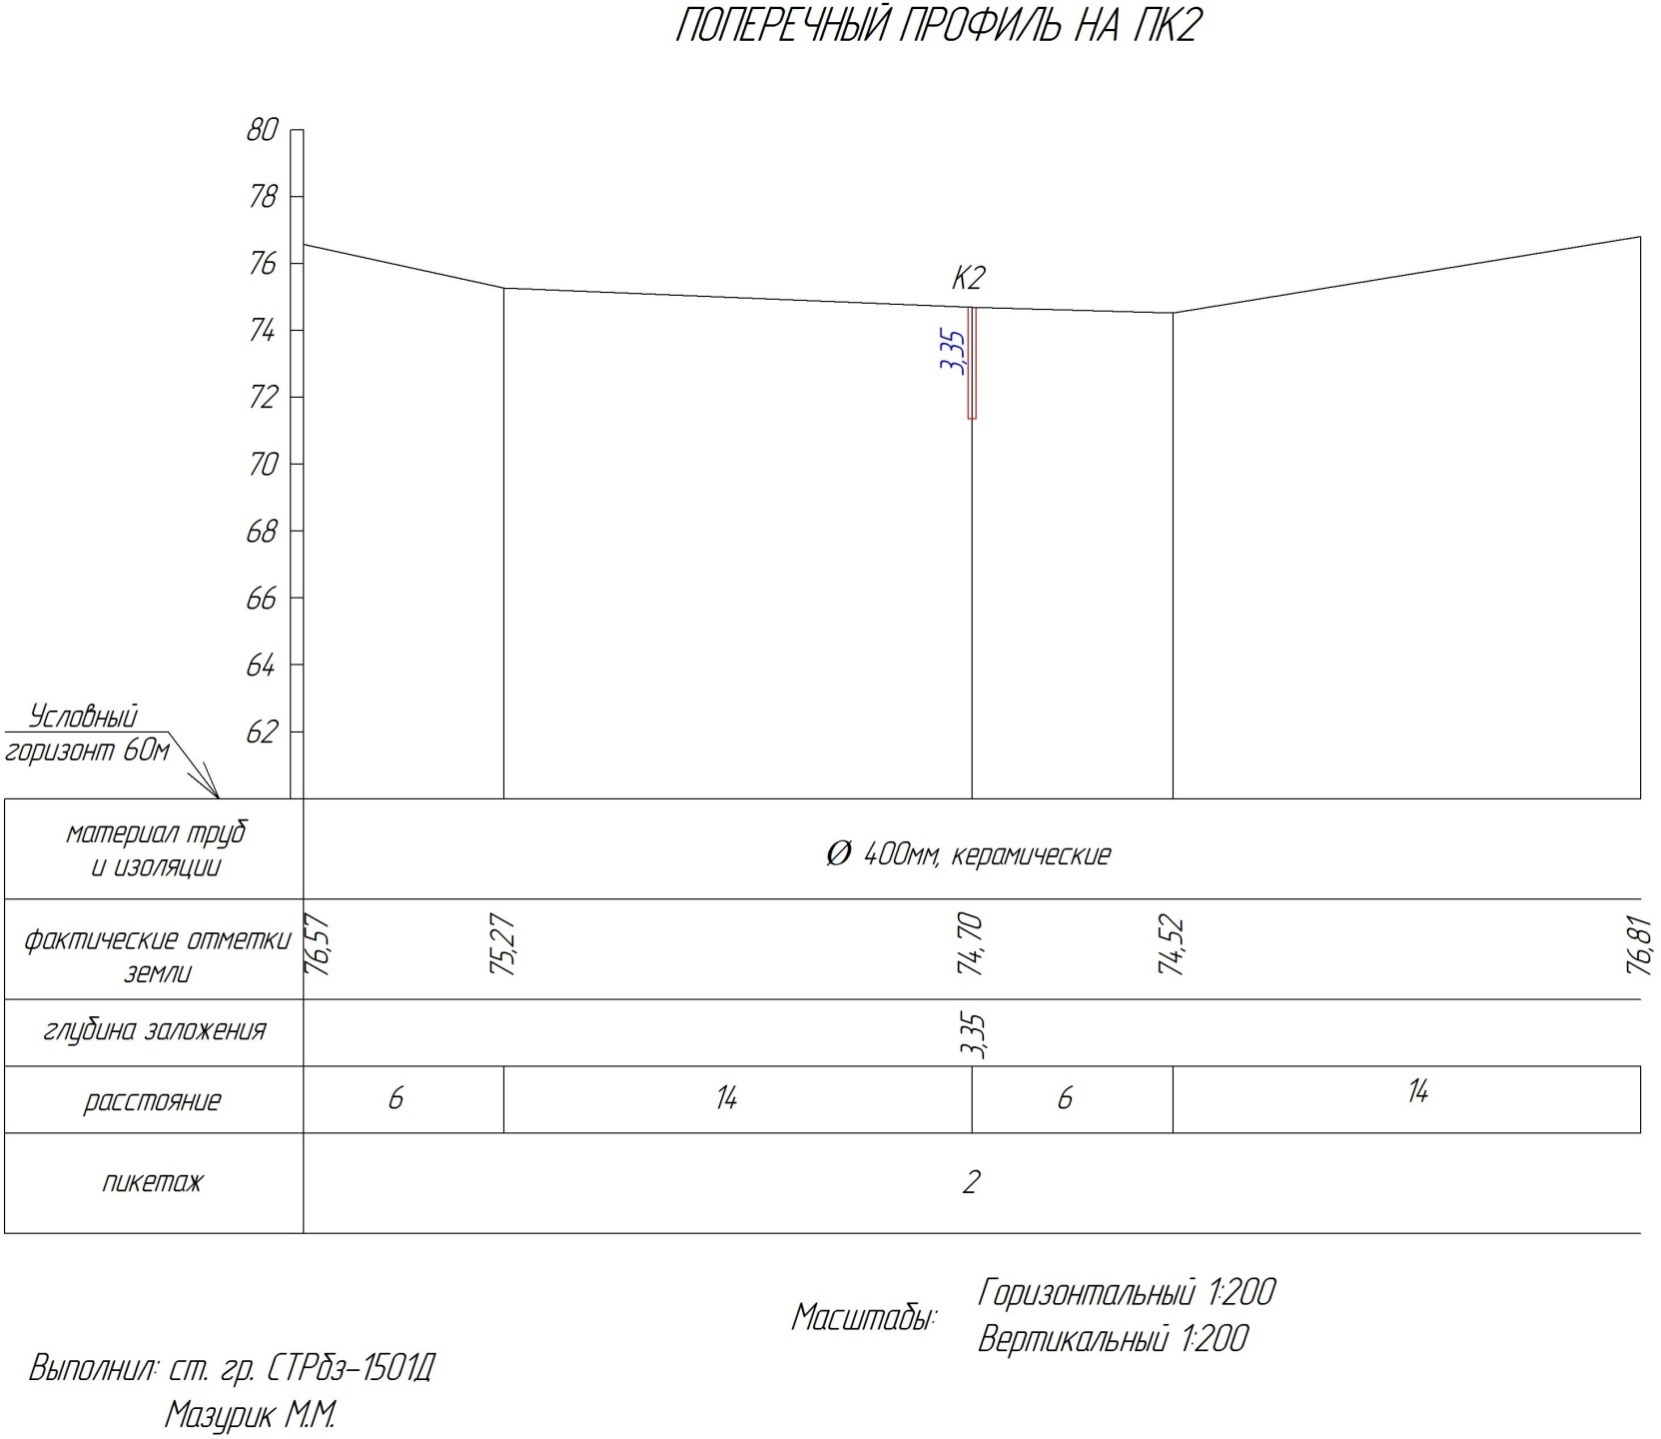 ПОПЕРЕЧНЫЙ ПРОФИЛЬ НА ПК2
80
78
76
74
72
70
68
66
64
62
К2
3,35
Условный
горизонт 60м
материал труб
и изоляции
Ø 400мм, керамические
фактические отметки
земли
76,57
75,27
74,70
74,52
76,81
глубина заложения
3,35
расстояние
6
14
6
14
пикетаж
2
Масштабы:
Горизонтальный 1:200
Вертикальный 1:200
Выполнил: ст. гр. СТРбз-1501Д
Мазурик М.М.